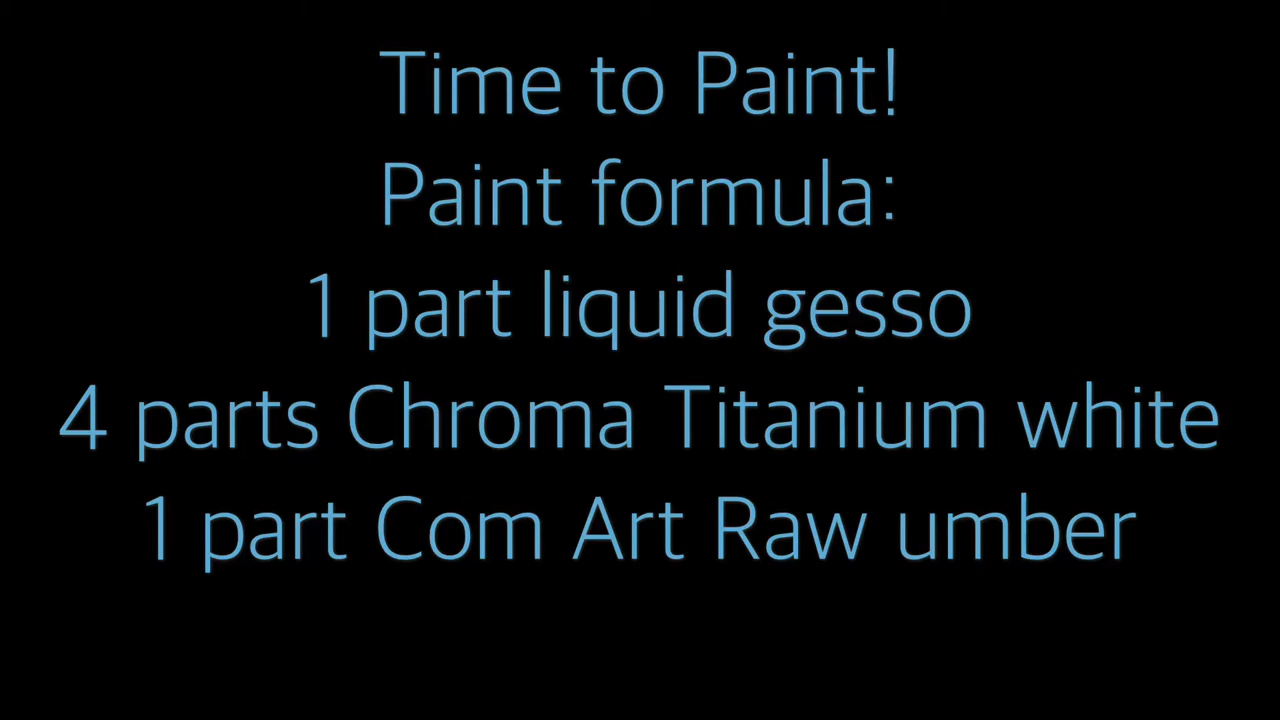 Time to Paint!
Paint formula:
1 part liquid gesso
4 parts Chroma Titanium white
1 part Com Art Raw umber